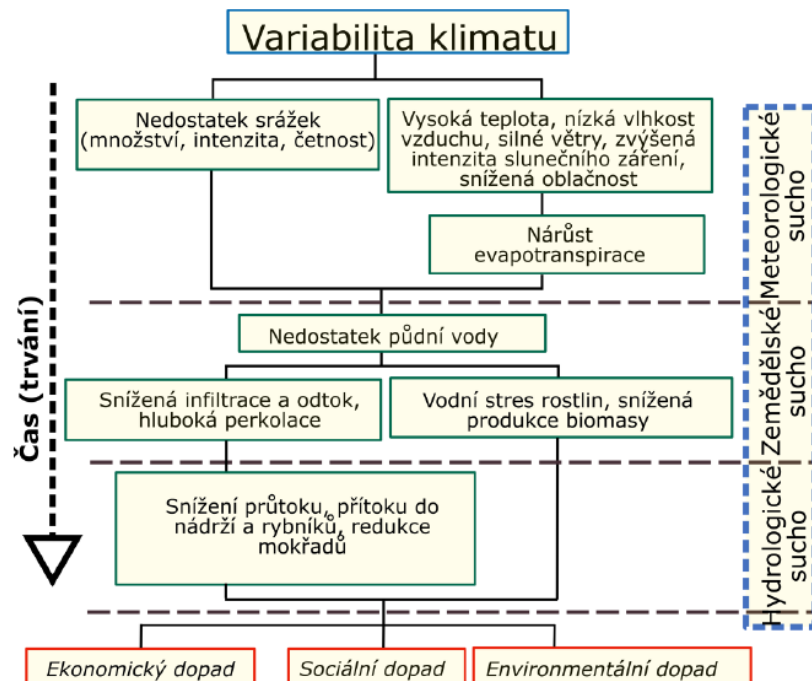 Variabilita klimatu
Nedostatek srážek
(množství, intenzita, četnost)
Vysoká teplota, nízká vlhkost
vzduchu, silné větry, zvýšená
intenzita slunečního záření,
snížená oblačnost
Nárůst
evapotranspirace
Nedostatek půdní vody
Snížená infiltrace a odtok,
hluboká perkolace
Vodní stres rostlin, snížená
produkce biomasy
Snížení průtoku, přítoku do
nádrží a rybníků, redukce
mokřadů
Ekonomický dopad
Sociální dopad
Environmentální dopad
Čas (trvání)
Meteorologické
sucho
Zemědělské
sucho
Hydrologické
sucho